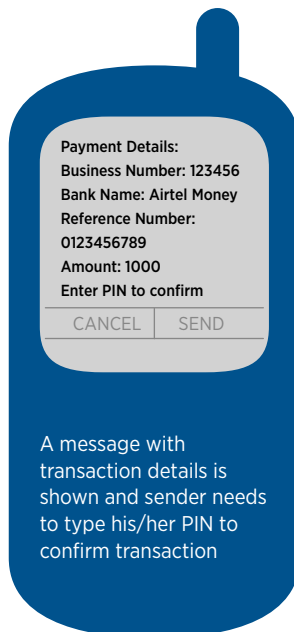 Payment Details:
Business Number: 123456
Bank Name: Airtel Money
Reference Number:
0123456789
Amount: 1000
Enter PIN to confirm
CANCEL SEND
A message with
transaction details is
shown and sender needs
to type his/her PIN to
confirm transaction